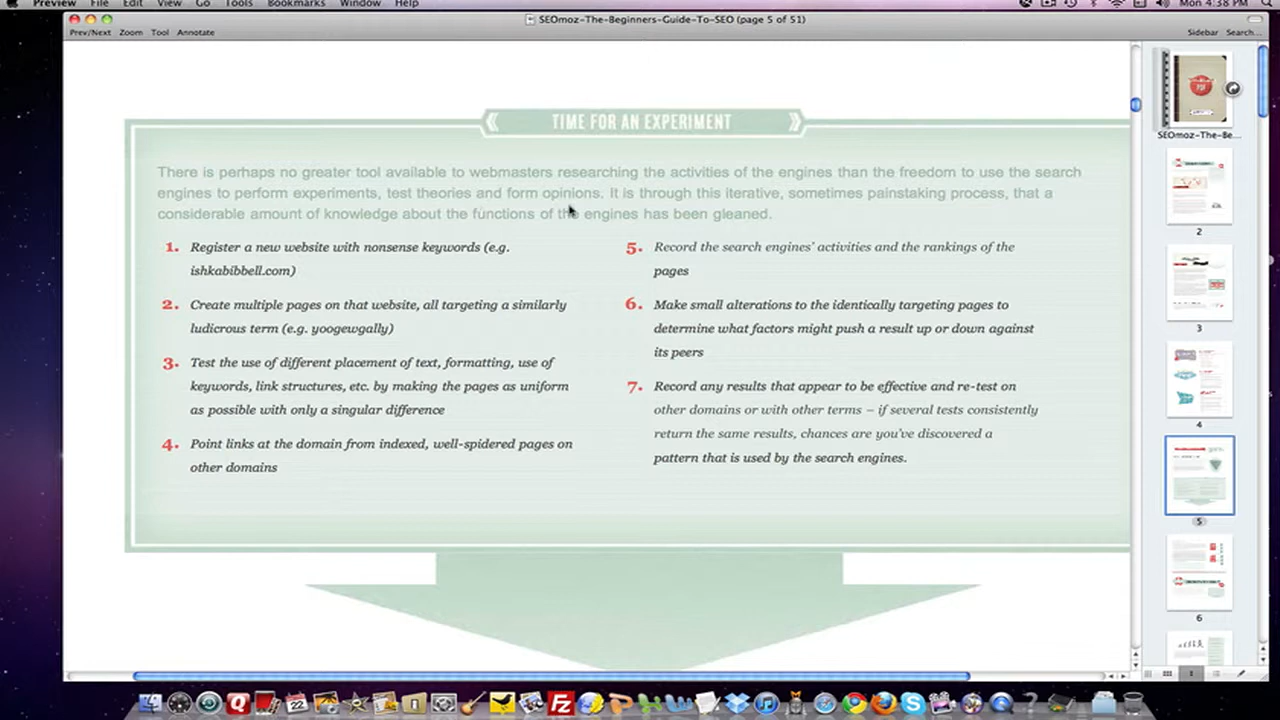 Preview File Edit View Go Tools Bookmarks Window Help Mon 4:38 PM
SEOmoz-The-Beginners-Guide-To-SEO (page 5 of 51)
Prev/Next Zoom Tool Annotate Sidebar Search...
TIME FOR AN EXPERIMENT
There is perhaps no greater tool available to webmasters researching the activities of the engines than the freedom to use the search
engines to perform experiments, test theories and form opinions. It is through this iterative, sometimes painstaking process, that a
considerable amount of knowledge about the functions of the engines has been gleaned.
1. Register a new website with nonsense keywords (e.g.
ishkabibbell.com)
2. Create multiple pages on that website, all targeting a similarly
ludicrous term (e.g. yoogewgally)
3. Test the use of different placement of text, formatting, use of
keywords, link structures, etc. by making the pages as uniform
as possible with only a singular difference
4. Point links at the domain from indexed, well-spidered pages on
other domains
5. Record the search engines' activities and the rankings of the
pages
6. Make small alterations to the identically targeting pages to
determine what factors might push a result up or down against
its peers
7. Record any results that appear to be effective and re-test on
other domains or with other terms – if several tests consistently
return the same results, chances are you've discovered a
pattern that is used by the search engines.
SEOmoz-The-Be...
2
3
4
5
6